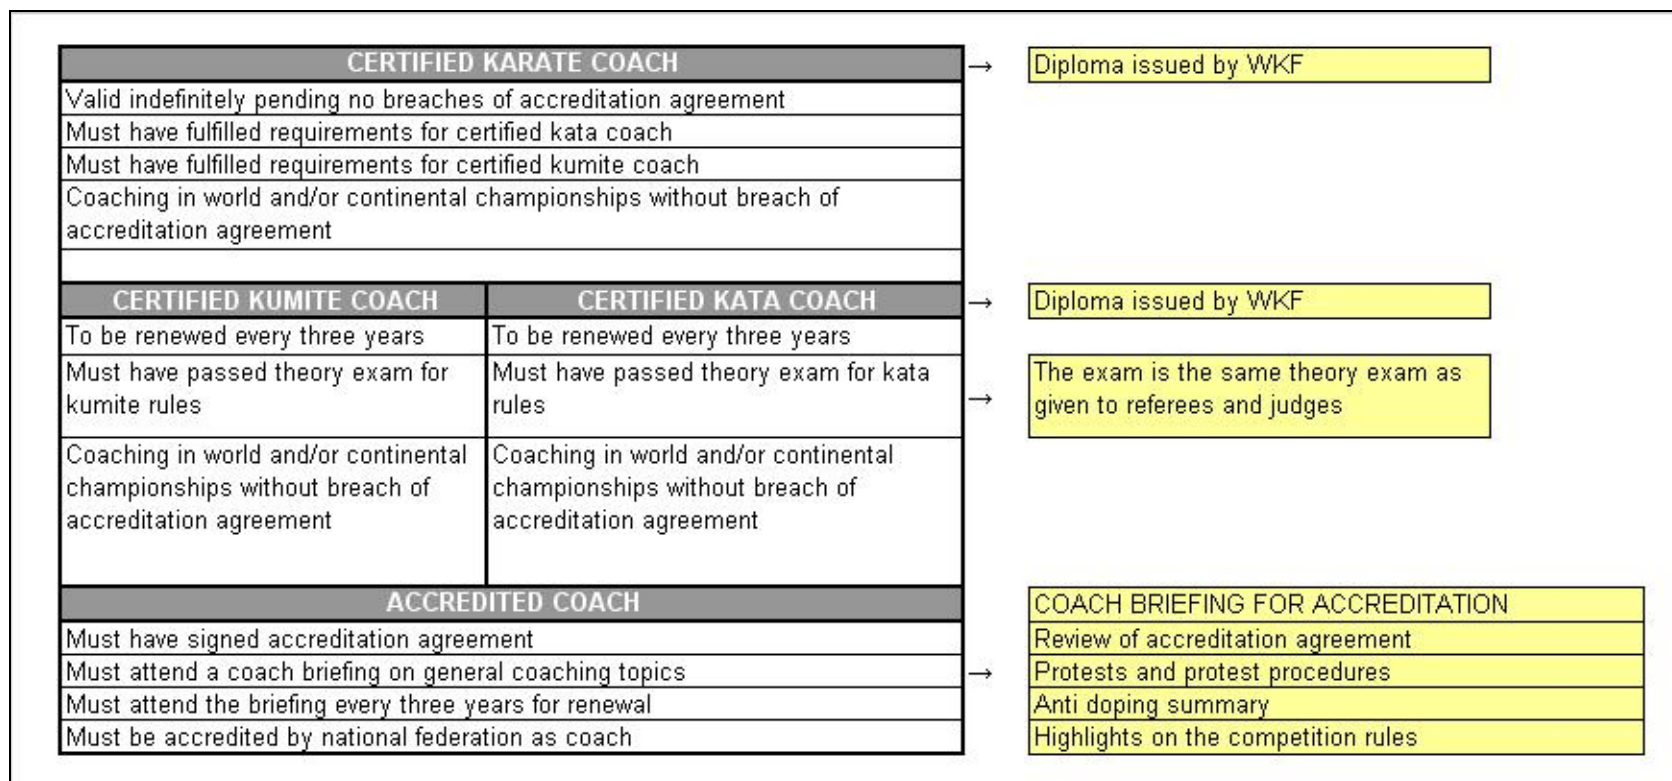 CERTIFIED KARATE COACH → Diploma issued by WKF
Valid indefinitely pending no breaches of accreditation agreement
Must have fulfilled requirements for certified kata coach
Must have fulfilled requirements for certified kumite coach
Coaching in world and/or continental championships without breach of
accreditation agreement
CERTIFIED KUMITE COACH CERTIFIED KATA COACH → Diploma issued by WKF
To be renewed every three years
To be renewed every three years
Must have passed theory exam for
kumite rules
Must have passed theory exam for kata
rules
→
The exam is the same theory exam as
given to referees and judges
Coaching in world and/or continental
championships without breach of
accreditation agreement
Coaching in world and/or continental
championships without breach of
accreditation agreement
ACCREDITED COACH
Must have signed accreditation agreement
Must attend a coach briefing on general coaching topics
Must attend the briefing every three years for renewal
Must be accredited by national federation as coach
→
COACH BRIEFING FOR ACCREDITATION
Review of accreditation agreement
Protests and protest procedures
Anti doping summary
Highlights on the competition rules